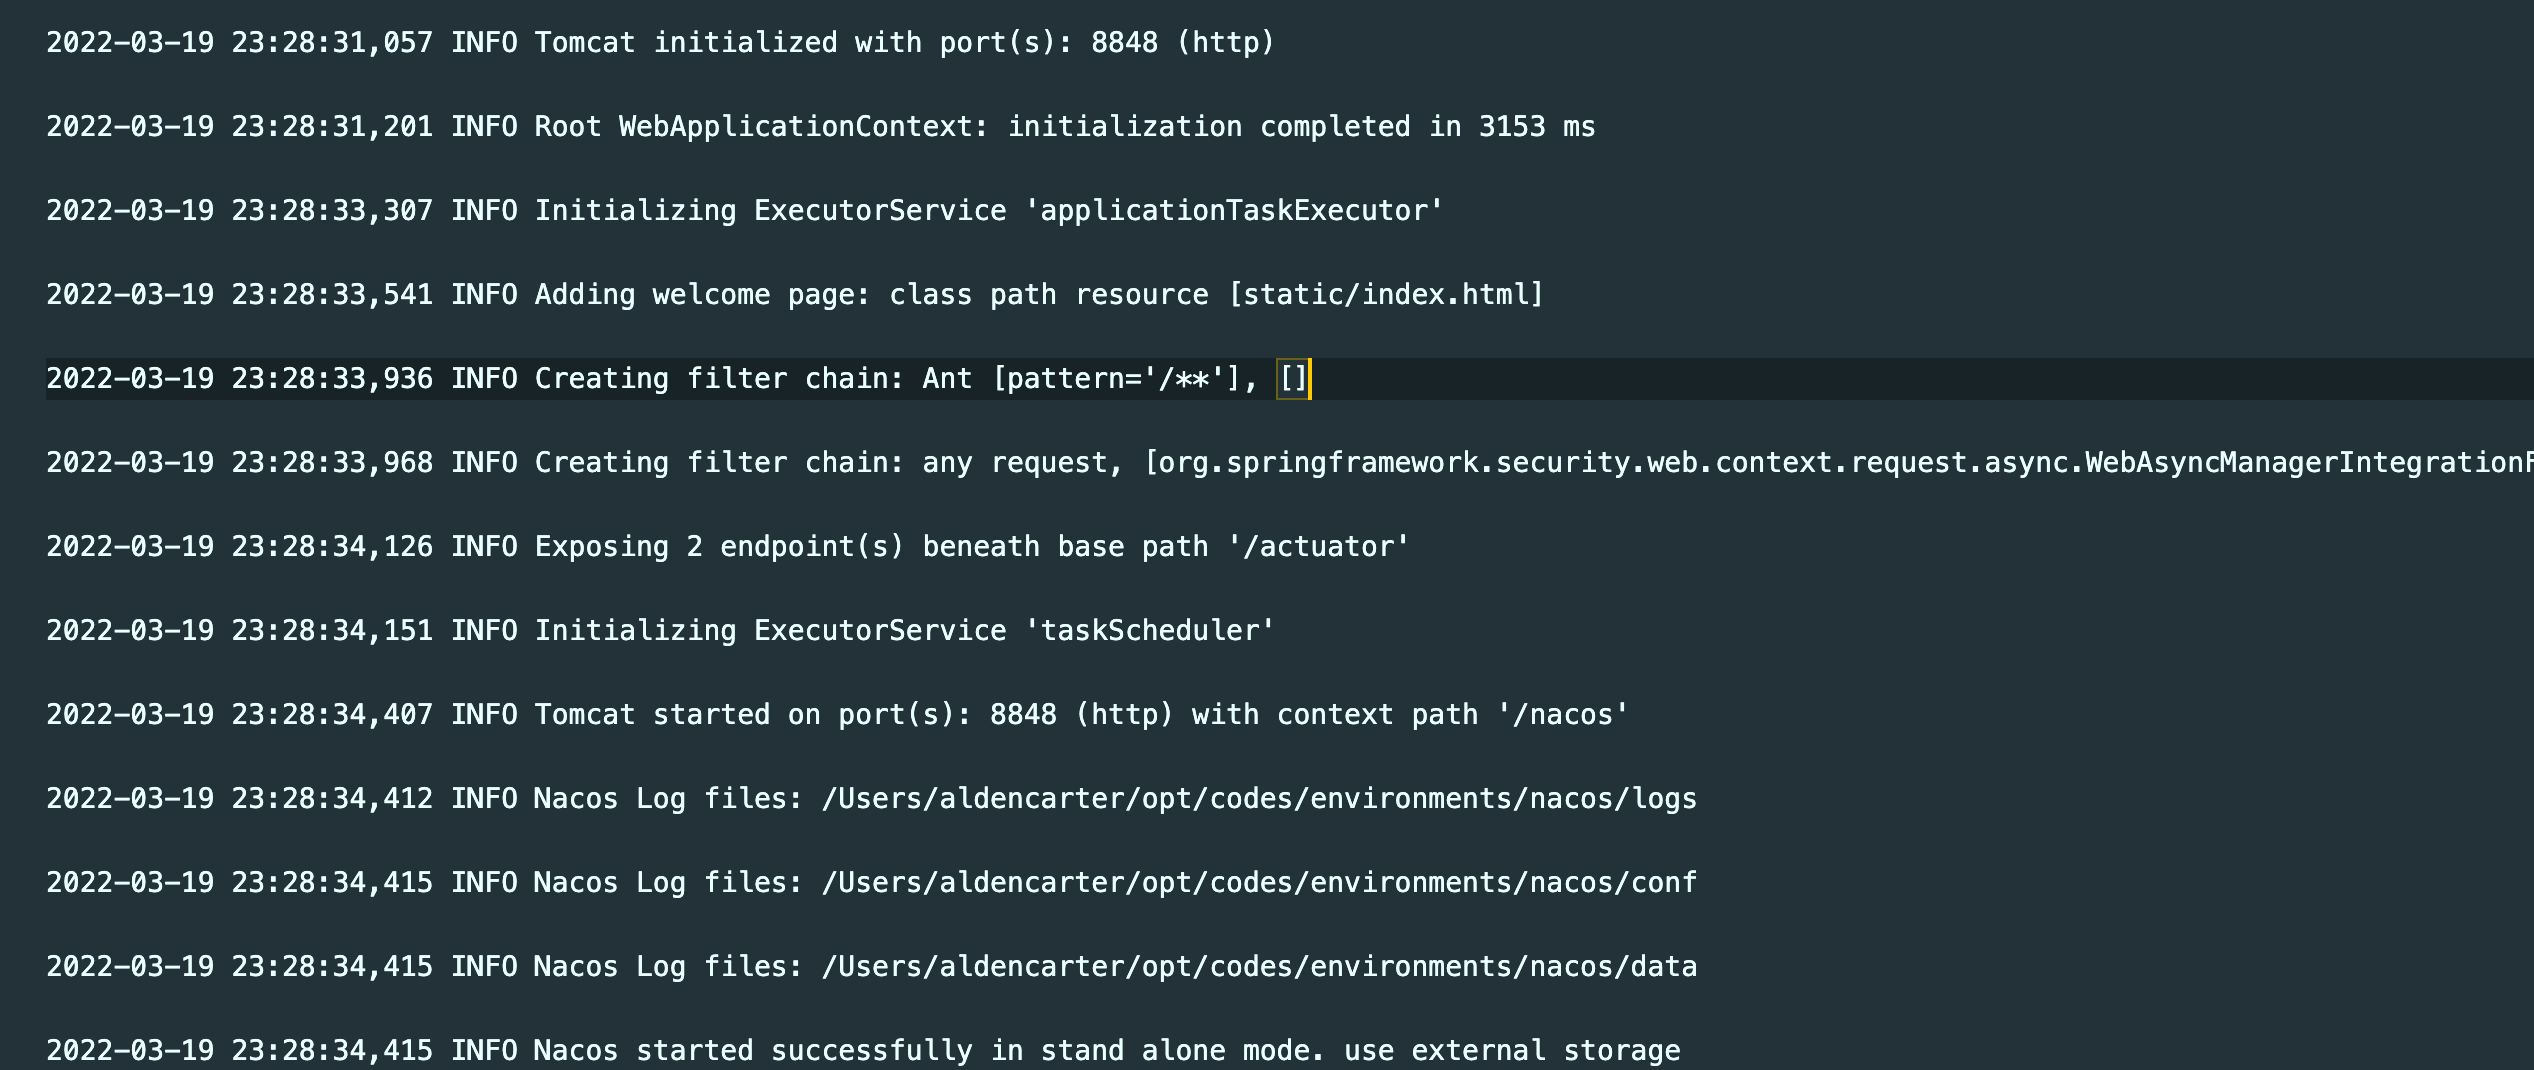 2022-03-19 23:28:31,057 INFO Tomcat initialized with port(s): 8848 (http)
2022-03-19 23:28:31,201 INFO Root WebApplicationContext: initialization completed in 3153 ms
2022-03-19 23:28:33,307 INFO Initializing ExecutorService 'applicationTaskExecutor'
2022-03-19 23:28:33,541 INFO Adding welcome page: class path resource [static/index.html]
2022-03-19 23:28:33,936 INFO Creating filter chain: Ant [pattern='/**'], []
2022-03-19 23:28:33,968 INFO Creating filter chain: any request, [org.springframework.security.web.context.request.async.WebAsyncManagerIntegrationF
2022-03-19 23:28:34,126 INFO Exposing 2 endpoint(s) beneath base path '/actuator'
2022-03-19 23:28:34,151 INFO Initializing ExecutorService 'taskScheduler'
2022-03-19 23:28:34,407 INFO Tomcat started on port(s): 8848 (http) with context path '/nacos'
2022-03-19 23:28:34,412 INFO Nacos Log files: /Users/aldencarter/opt/codes/environments/nacos/logs
2022-03-19 23:28:34,415 INFO Nacos Log files: /Users/aldencarter/opt/codes/environments/nacos/conf
2022-03-19 23:28:34,415 INFO Nacos Log files: /Users/aldencarter/opt/codes/environments/nacos/data
2022-03-19 23:28:34,415 INFO Nacos started successfully in stand alone mode. use external storage